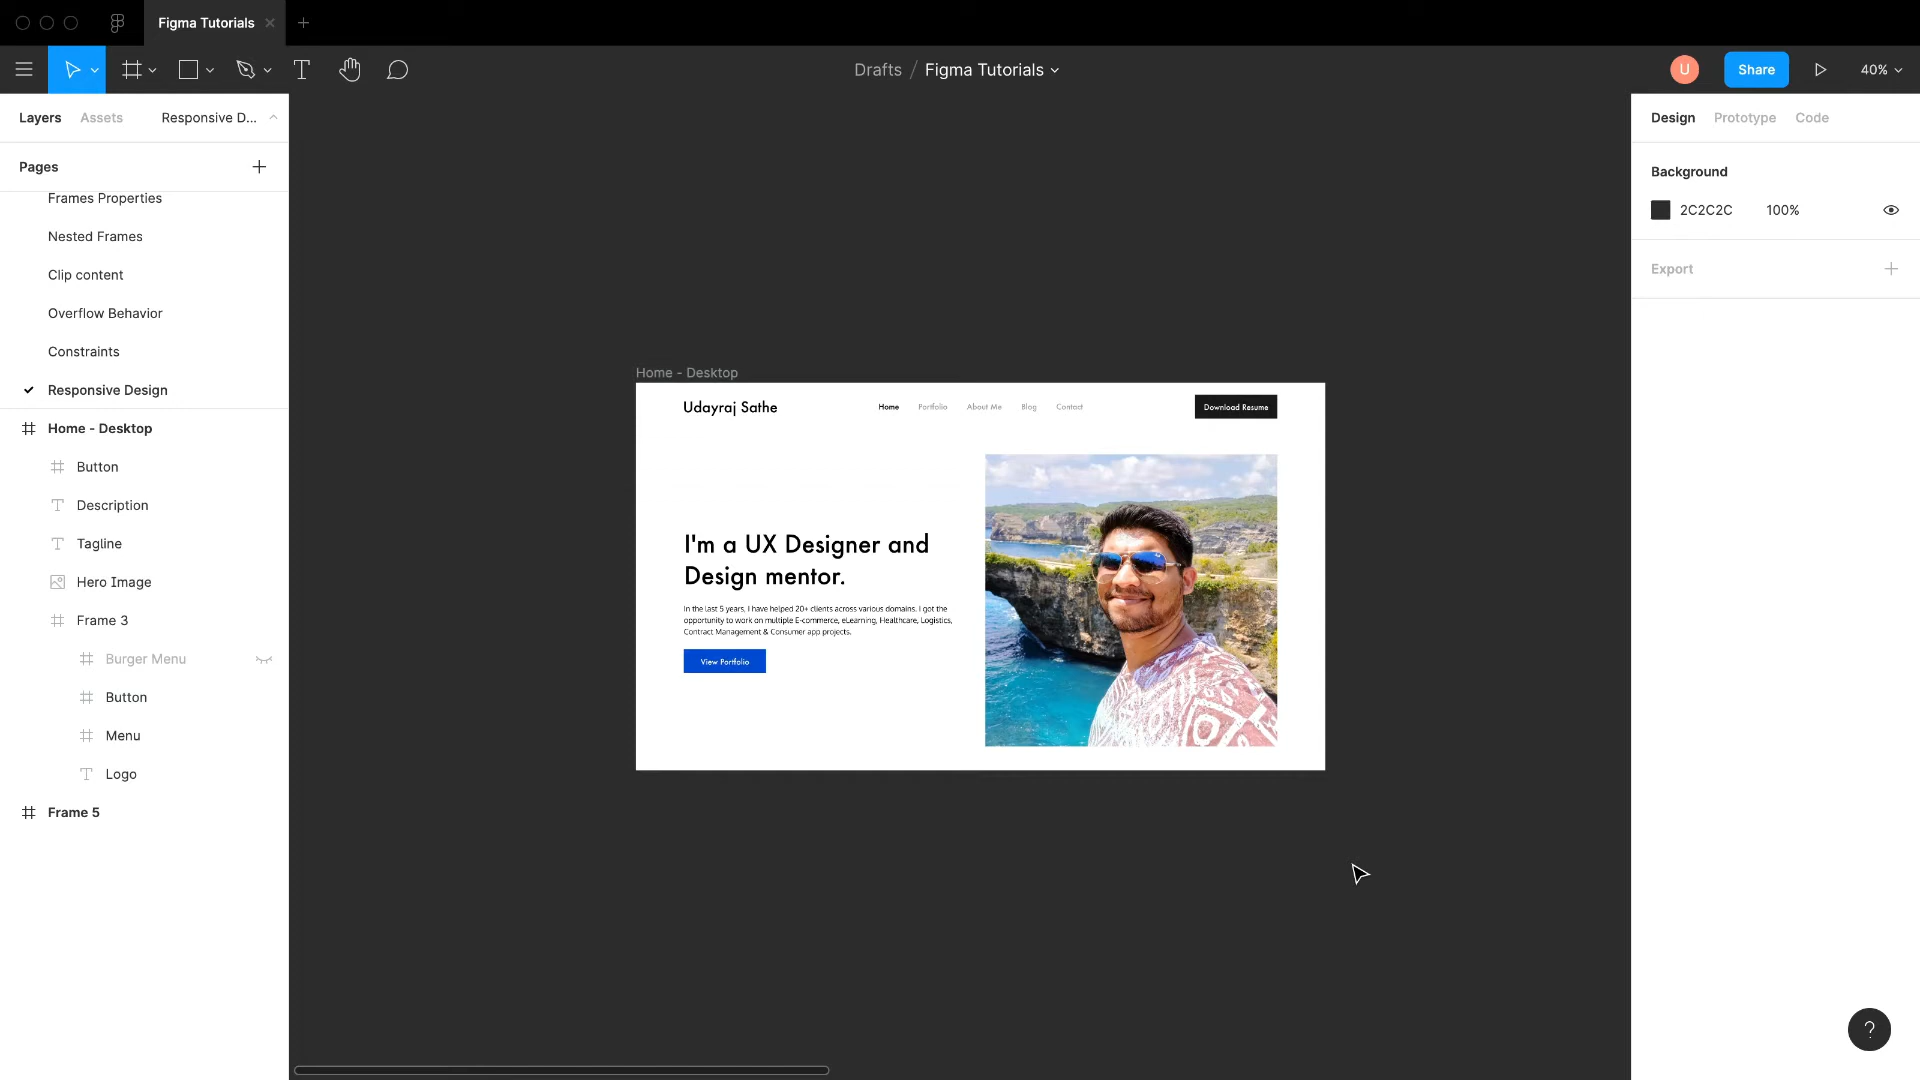 Figma Tutorials
Drafts / Figma Tutorials
U
Share
40%
Layers
Assets
Responsive D...
Pages
Frames Properties
Nested Frames
Clip content
Overflow Behavior
Constraints
Responsive Design
Home - Desktop
Button
Description
Tagline
Hero Image
Frame 3
Burger Menu
Button
Menu
Logo
Frame 5
Home - Desktop
Udayraj Sathe
Home
Portfolio
About Me
Blog
Contact
Download Resume
I'm a UX Designer and
Design mentor.
In the last 5 years, I have helped 20+ clients across various domains. I got the
opportunity to work on multiple E-commerce, eLearning, Healthcare, Logistics,
Contract Management & Consumer app projects.
View Portfolio
Design
Prototype
Code
Background
2C2C2C
100%
Export
?